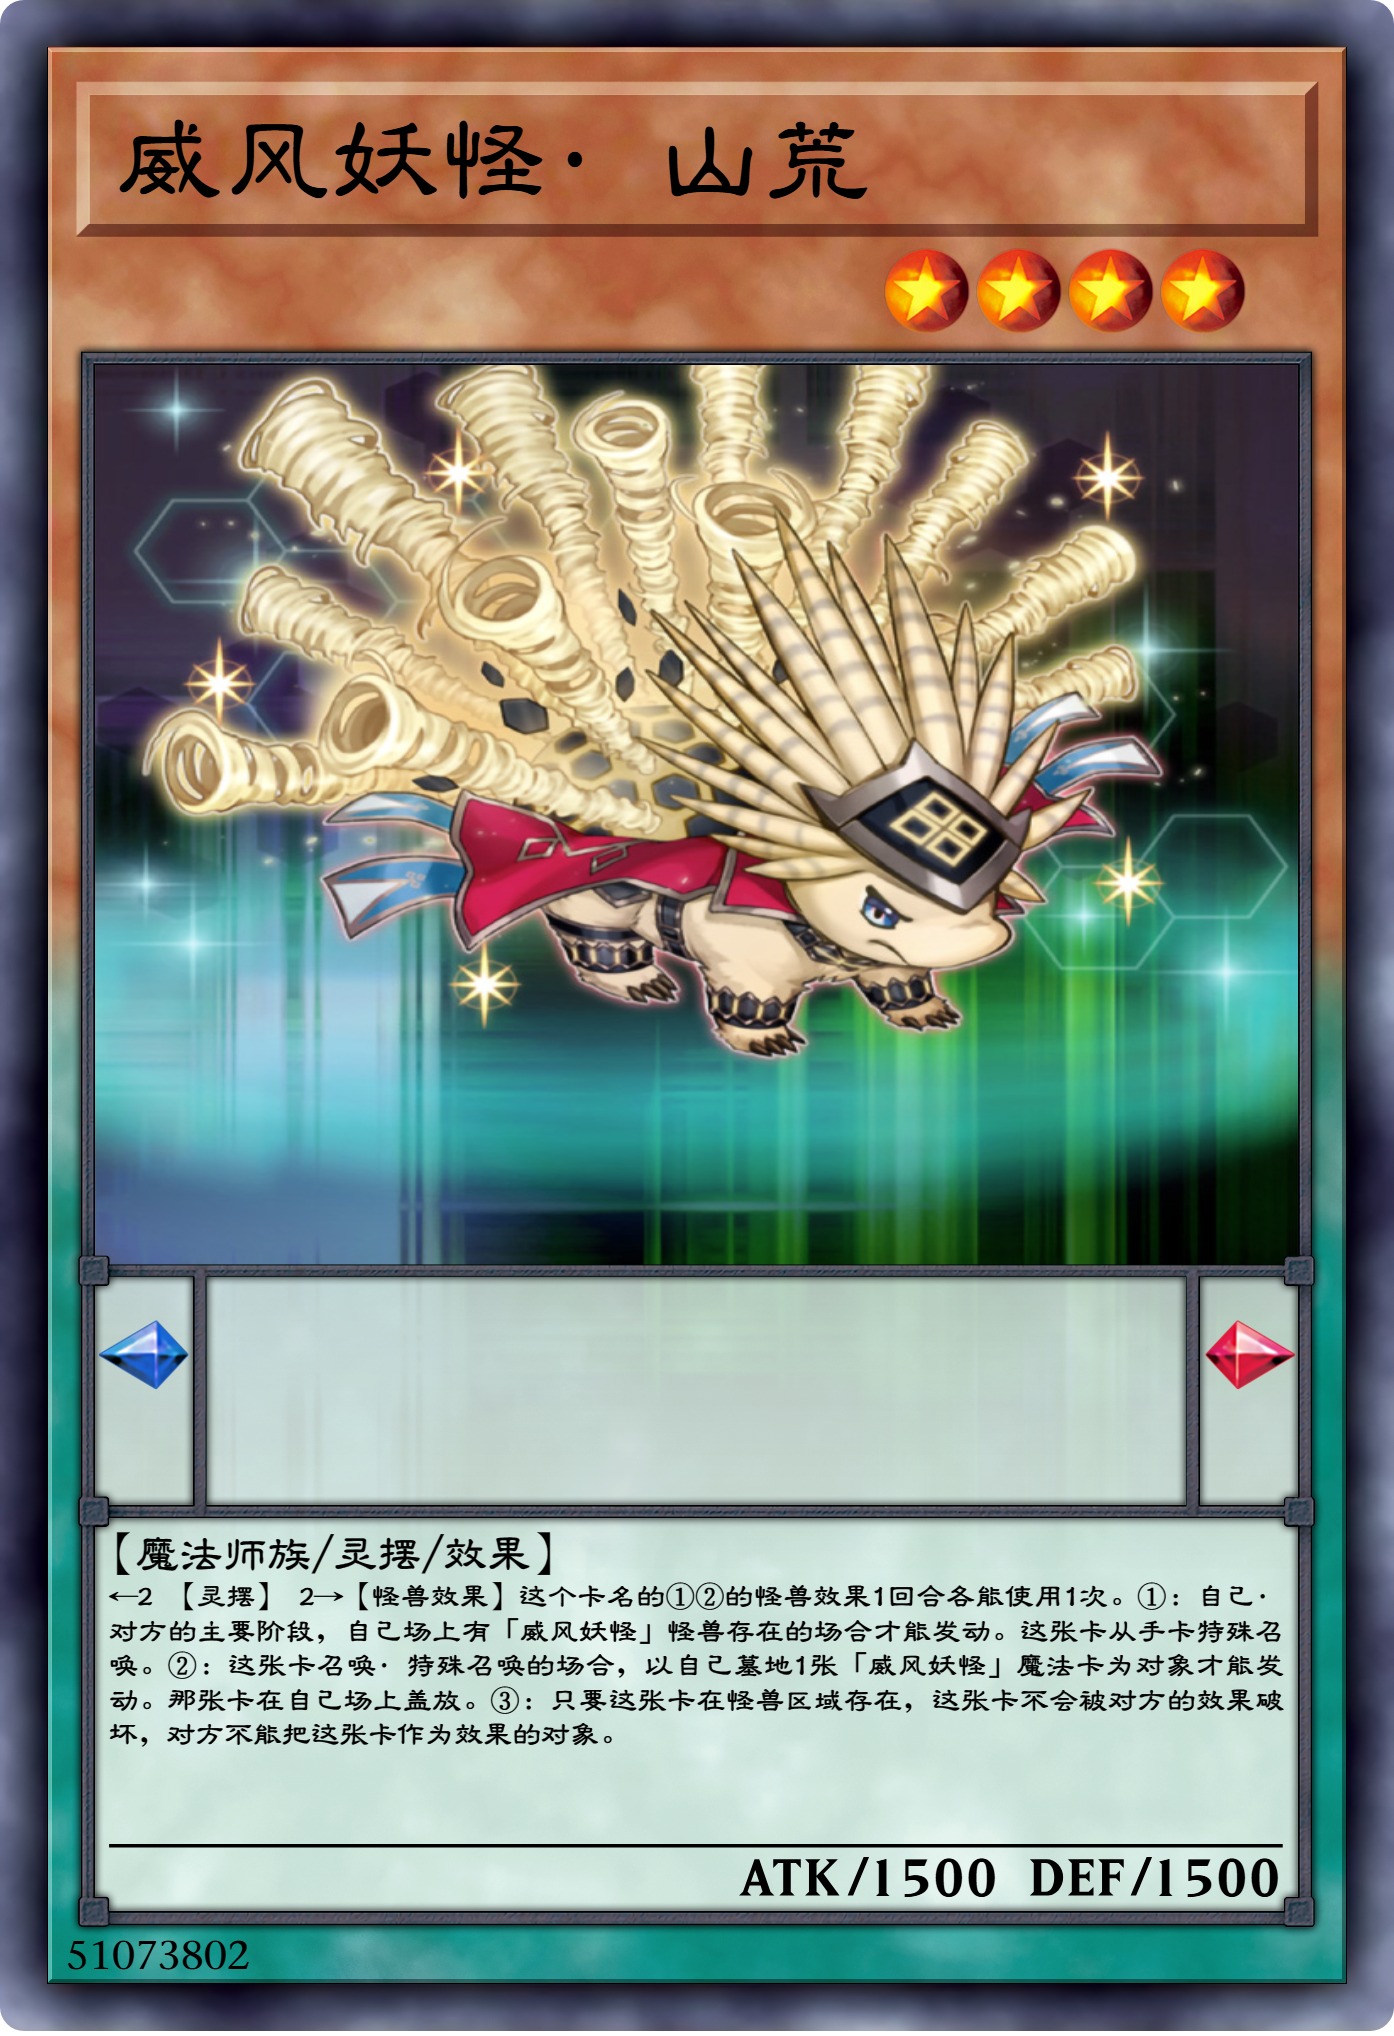 威风妖怪·山荒
【魔法师族/灵摆/效果】
←2 【灵摆】 2→【怪兽效果】这个卡名的①②的怪兽效果1回合各能使用1次。①：自己·
对方的主要阶段，自己场上有「威风妖怪」怪兽存在的场合才能发动。这张卡从手卡特殊召
唤。②：这张卡召唤·特殊召唤的场合，以自己墓地1张「威风妖怪」魔法卡为对象才能发
动。那张卡在自己场上盖放。③：只要这张卡在怪兽区域存在，这张卡不会被对方的效果破
坏，对方不能把这张卡作为效果的对象。
ATK/1500 DEF/1500
51073802